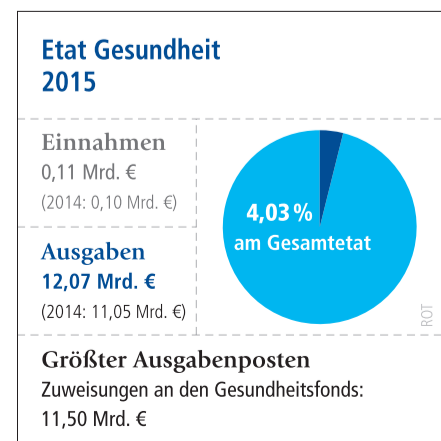 Etat Gesundheit
2015
Einnahmen
0,11 Mrd. €
(2014: 0,10 Mrd. €)
Ausgaben
12,07 Mrd. €
(2014: 11,05 Mrd. €)
4,03 %
am Gesamtetat
ROT
Größter Ausgabenposten
Zuweisungen an den Gesundheitsfonds:
11,50 Mrd. €